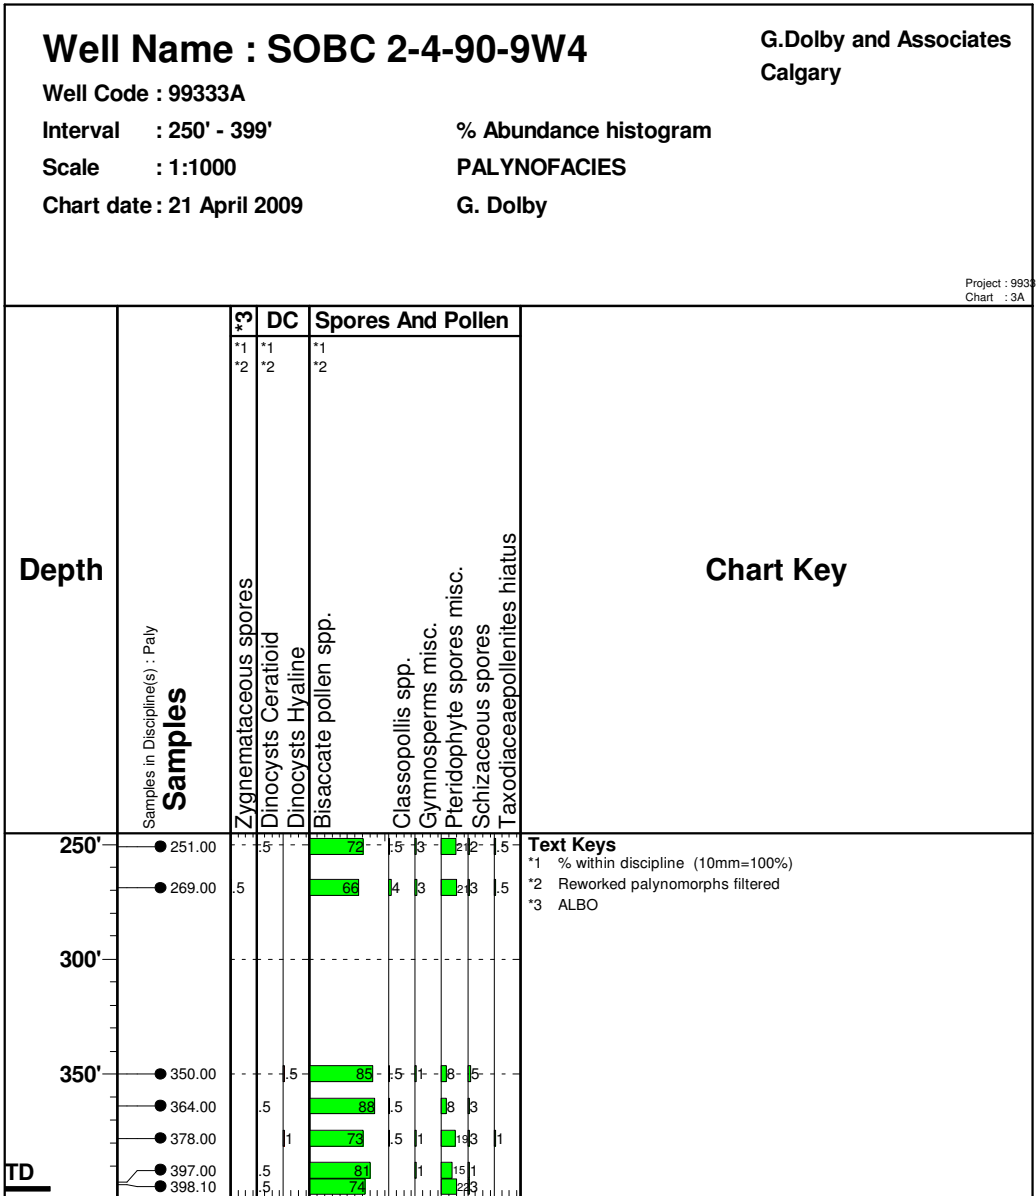 Well Name : SOBC 2-4-90-9W4
G.Dolby and Associates
Calgary
Well Code : 99333A
Interval : 250' - 399'
% Abundance histogram
Scale : 1:1000
PALYNOFACIES
Chart date : 21 April 2009
G. Dolby
Project : 9933
Chart : 3A
*3 DC Spores And Pollen
*1 *1 *1
*2 *2 *2
Depth
Samples in Discipline(s) : Paly
Samples
Zygnemataceous spores
Dinocysts Ceratioid
Dinocysts Hyaline
Bisaccate pollen spp.
Classopollis spp.
Gymnosperms misc.
Pteridophyte spores misc.
Schizaceous spores
Taxodiaceaepollenites hiatus
Chart Key
250' 251.00 .5 72 .5 3 21 2 .5
269.00 .5 66 4 3 21 3 .5
300'
350' 350.00 .5 85 .5 1 8 5
364.00 .5 88 .5 8 3
378.00 1 73 .5 1 19 3 1
TD 397.00 .5 81 1 15 1
398.10 .5 74 22 3
Text Keys
*1 % within discipline (10mm=100%)
*2 Reworked palynomorphs filtered
*3 ALBO